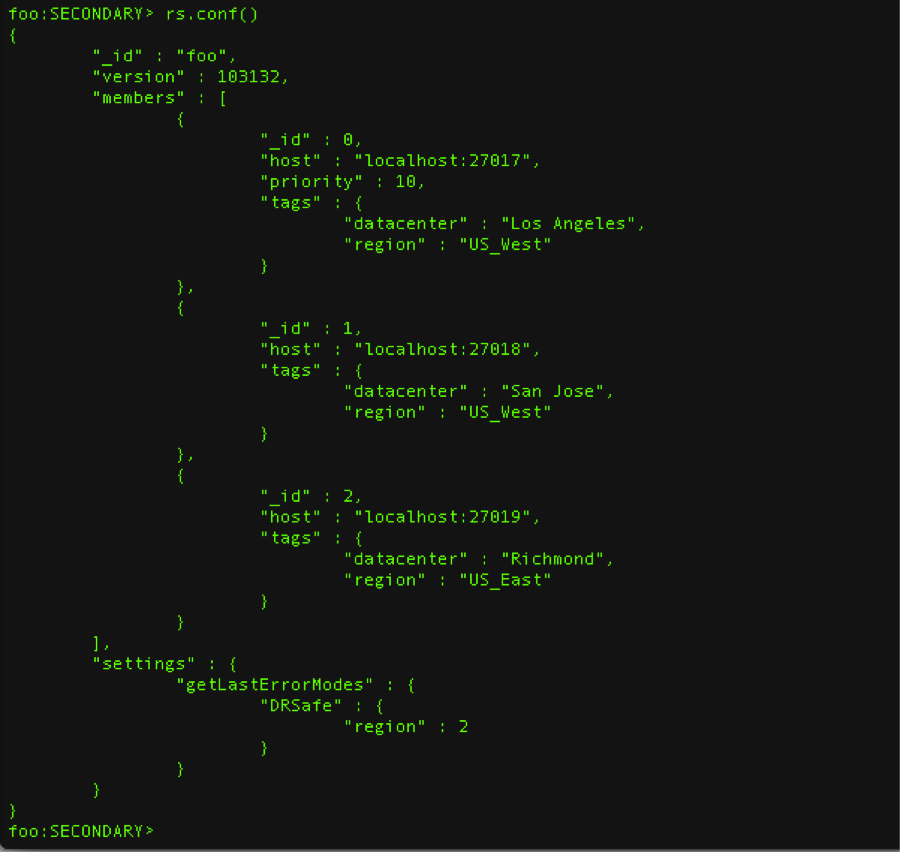 foo:SECONDARY> rs.conf()
{
        "_id" : "foo",
        "version" : 103132,
        "members" : [
                {
                        "_id" : 0,
                        "host" : "localhost:27017",
                        "priority" : 10,
                        "tags" : {
                                "datacenter" : "Los Angeles",
                                "region" : "US_West"
                        }
                },
                {
                        "_id" : 1,
                        "host" : "localhost:27018",
                        "tags" : {
                                "datacenter" : "San Jose",
                                "region" : "US_West"
                        }
                },
                {
                        "_id" : 2,
                        "host" : "localhost:27019",
                        "tags" : {
                                "datacenter" : "Richmond",
                                "region" : "US_East"
                        }
                }
        ],
        "settings" : {
                "getLastErrorModes" : {
                        "DRSafe" : {
                                "region" : 2
                        }
                }
        }
}
foo:SECONDARY>